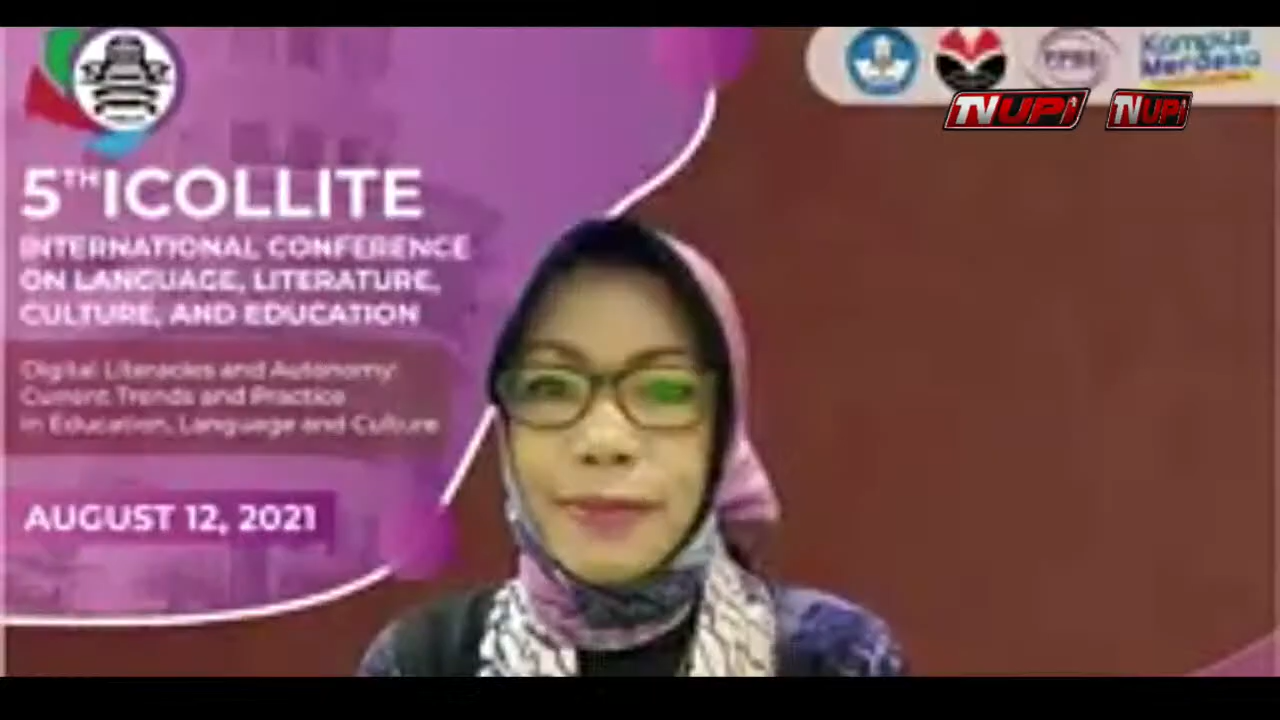 5TH ICOLLITE
INTERNATIONAL CONFERENCE
ON LANGUAGE, LITERATURE,
CULTURE, AND EDUCATION
Digital Literacies and Autonomy:
Current Trends and Practice
in Education, Language and Culture
AUGUST 12, 2021
Kampus
Merdeka
TVUPI TVUPI